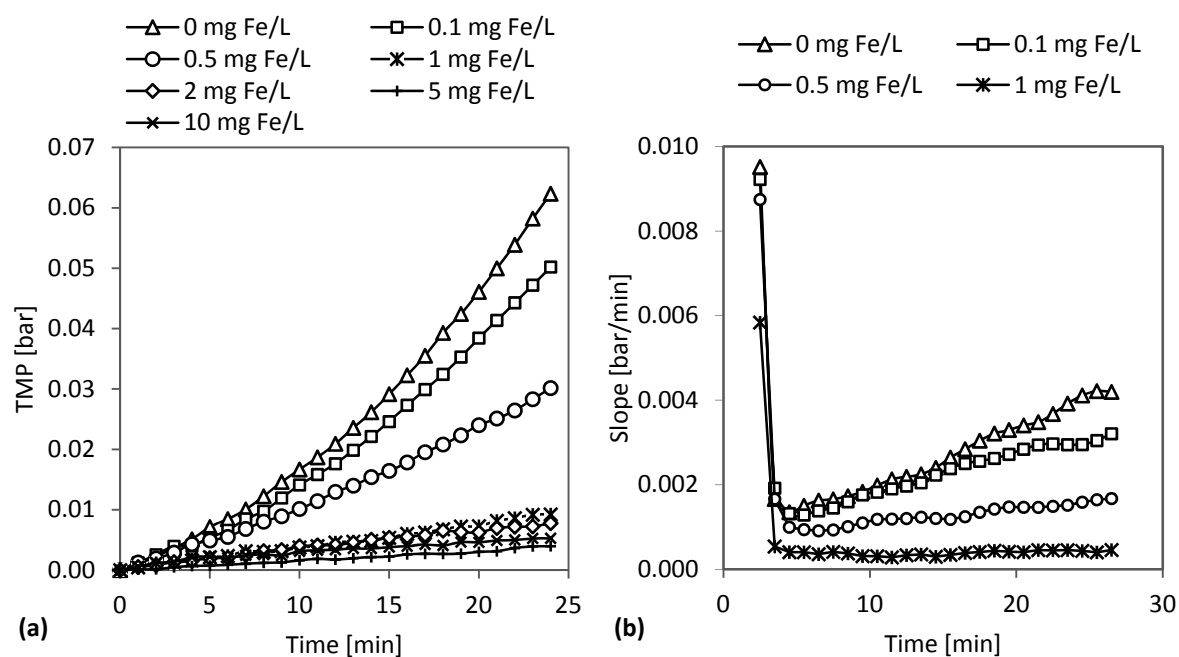 0 mg Fe/L 0.1 mg Fe/L
0.5 mg Fe/L 1 mg Fe/L
2 mg Fe/L 5 mg Fe/L
10 mg Fe/L
0.07
0.06
0.05
0.04
0.03
0.02
0.01
0.00
TMP [bar]
0 5 10 15 20 25
Time [min]
(a)
0 mg Fe/L 0.1 mg Fe/L
0.5 mg Fe/L 1 mg Fe/L
0.010
0.008
0.006
0.004
0.002
0.000
Slope [bar/min]
0 10 20 30
Time [min]
(b)